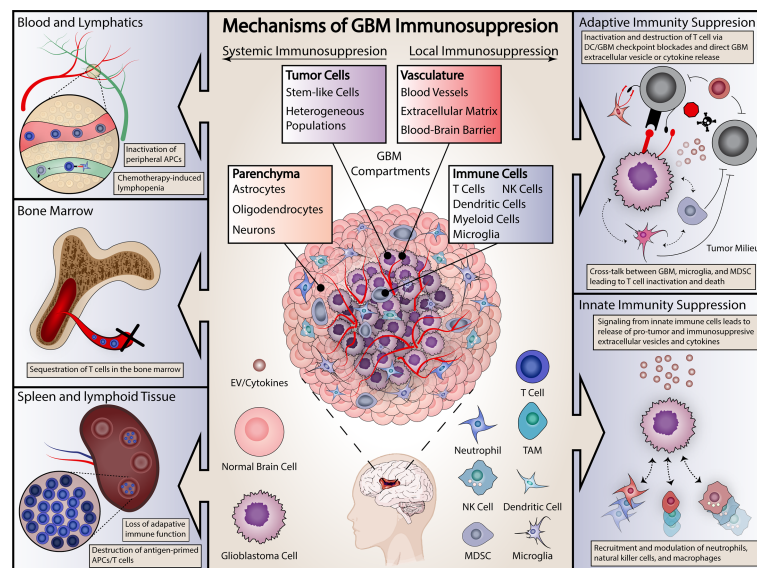 Mechanisms of GBM Immunosuppresion
Systemic Immunosuppresion
Local Immunosuppression
Blood and Lymphatics
Inactivation of
peripheral APCs
Chemotherapy-induced
lymphopenia
Bone Marrow
Sequestration of T cells in the bone marrow
Spleen and lymphoid Tissue
Loss of adapative
immune function
Destruction of antigen-primed
APCs/T cells
Tumor Cells
Stem-like Cells
Heterogeneous
Populations
Vasculature
Blood Vessels
Extracellular Matrix
Blood-Brain Barrier
GBM
Compartments
Parenchyma
Astrocytes
Oligodendrocytes
Neurons
Immune Cells
T Cells NK Cells
Dendritic Cells
Myeloid Cells
Microglia
EV/Cytokines
Normal Brain Cell
Glioblastoma Cell
T Cell
Neutrophil
TAM
NK Cell
Dendritic Cell
MDSC
Microglia
Adaptive Immunity Suppresion
Inactivation and destruction of T cell via
DC/GBM checkpoint blockades and direct GBM
extracellular vesicle or cytokine release
Tumor Milieu
Cross-talk between GBM, microglia, and MDSC
leading to T cell inactivation and death
Innate Immunity Suppression
Signaling from innate immune cells leads to
release of pro-tumor and immunosuppresive
extracellular vesicles and cytokines
Recruitment and modulation of neutrophils,
natural killer cells, and macrophages